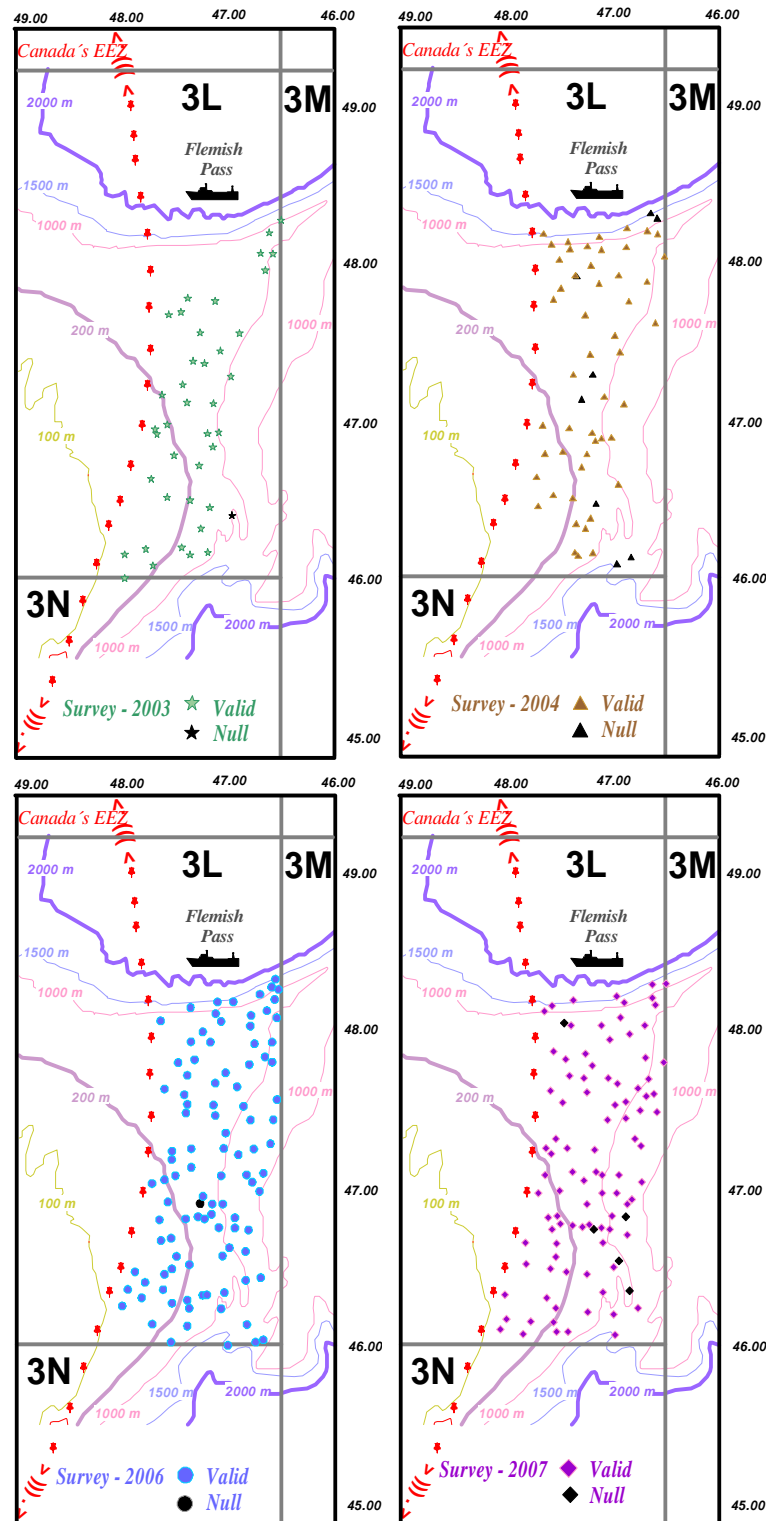 49.00 48.00 47.00 46.00
Canada´s EEZ
2000 m
3L 3M
49.00
Flemish
Pass
1500 m
1000 m
48.00
1000 m
200 m
47.00
100 m
46.00
3N
1500 m
2000 m
1000 m
Survey - 2003 Valid
Null
45.00
49.00 48.00 47.00 46.00
Canada´s EEZ
2000 m
3L 3M
49.00
Flemish
Pass
1500 m
1000 m
48.00
1000 m
200 m
47.00
100 m
46.00
3N
1500 m
2000 m
1000 m
Survey - 2004 Valid
Null
45.00
49.00 48.00 47.00 46.00
Canada´s EEZ
2000 m
3L 3M
49.00
Flemish
Pass
1500 m
1000 m
48.00
1000 m
200 m
47.00
100 m
46.00
3N
1500 m
2000 m
1000 m
Survey - 2006 Valid
Null
45.00
49.00 48.00 47.00 46.00
Canada´s EEZ
2000 m
3L 3M
49.00
Flemish
Pass
1500 m
1000 m
48.00
1000 m
200 m
47.00
100 m
46.00
3N
1500 m
2000 m
1000 m
Survey - 2007 Valid
Null
45.00